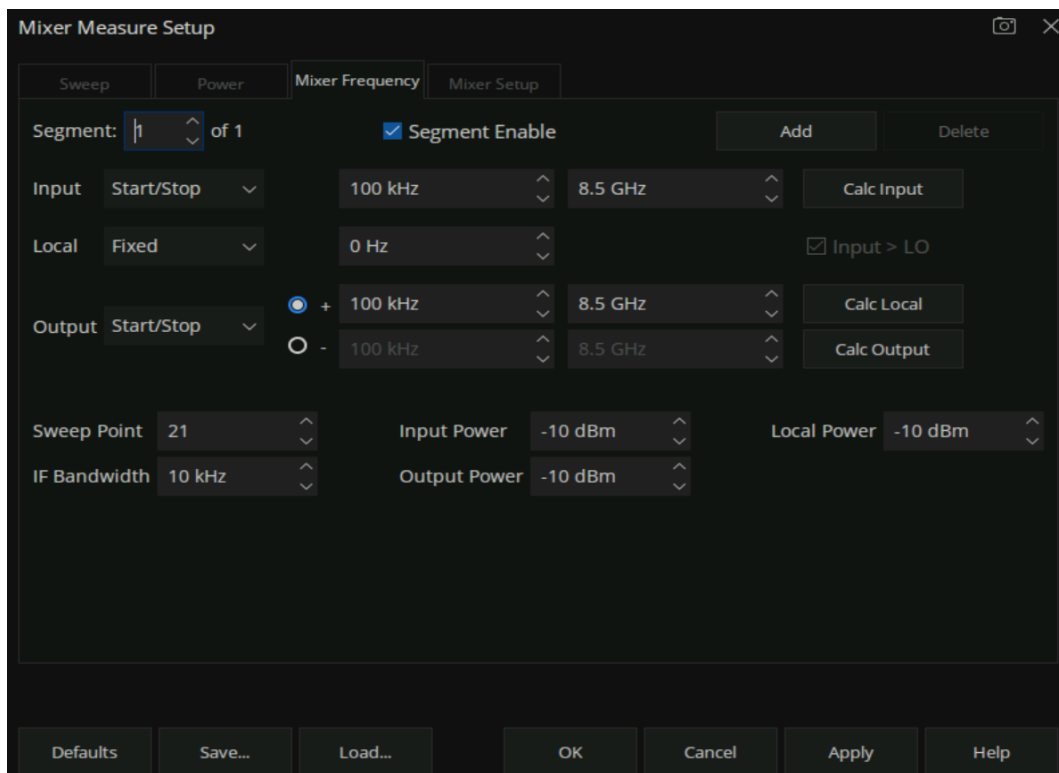 Mixer Measure Setup
Sweep Power Mixer Frequency Mixer Setup
Segment: 1 of 1 Segment Enable Add Delete
Input Start/Stop 100 kHz 8.5 GHz Calc Input
Local Fixed 0 Hz Input > LO
Output Start/Stop + 100 kHz 8.5 GHz Calc Local
- 100 kHz 8.5 GHz Calc Output
Sweep Point 21 Input Power -10 dBm Local Power -10 dBm
IF Bandwidth 10 kHz Output Power -10 dBm
Defaults Save... Load... OK Cancel Apply Help